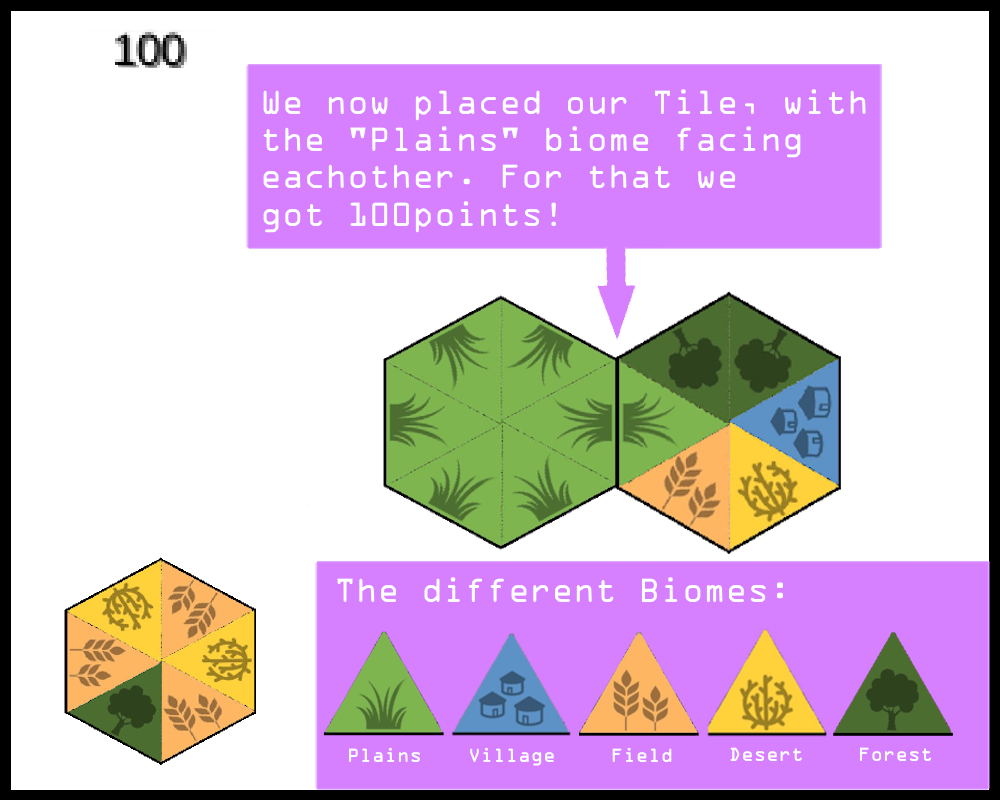 100
We now placed our Tile, with
the "Plains" biome facing
eachother. For that we
got 100points!
The different Biomes:
Plains Village Field Desert Forest